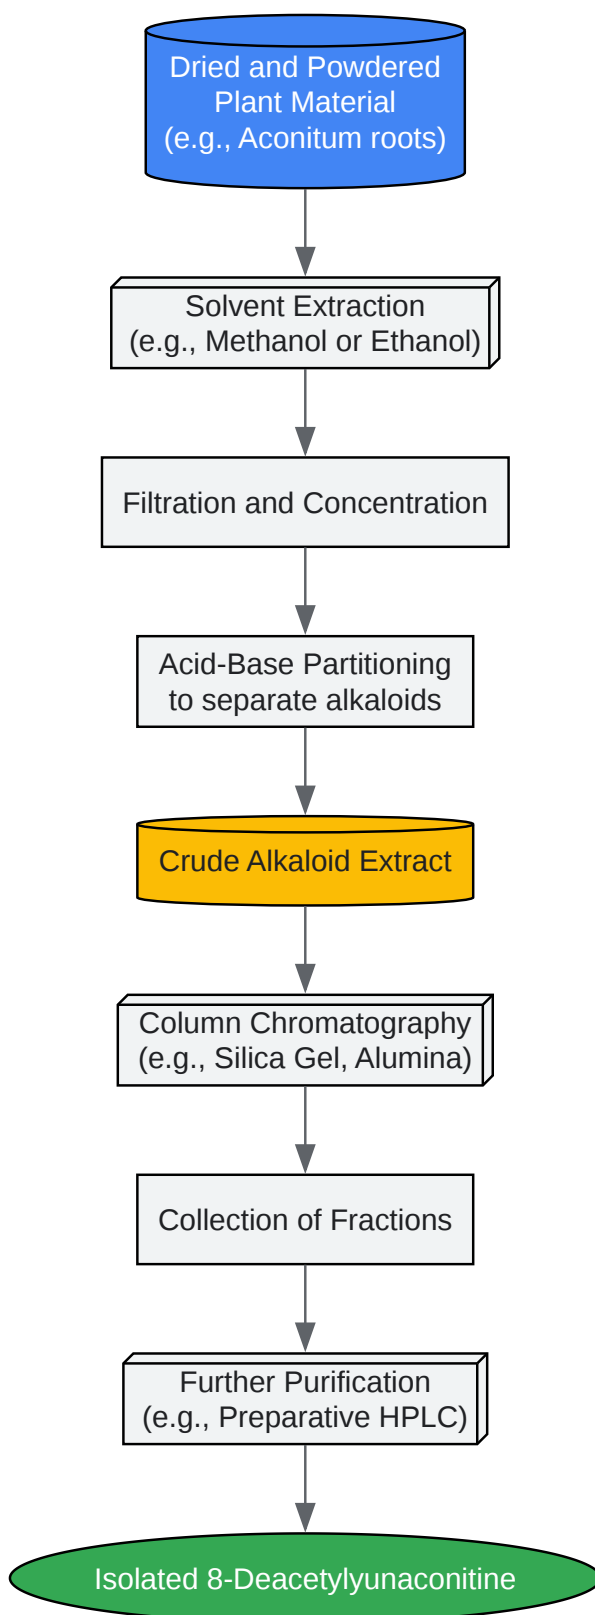 Dried and Powdered
Plant Material
(e.g., Aconitum roots)
Solvent Extraction
(e.g., Methanol or Ethanol)
Filtration and Concentration
Acid-Base Partitioning
to separate alkaloids
Crude Alkaloid Extract
Column Chromatography
(e.g., Silica Gel, Alumina)
Collection of Fractions
Further Purification
(e.g., Preparative HPLC)
Isolated 8-Deacetylyunaconitine